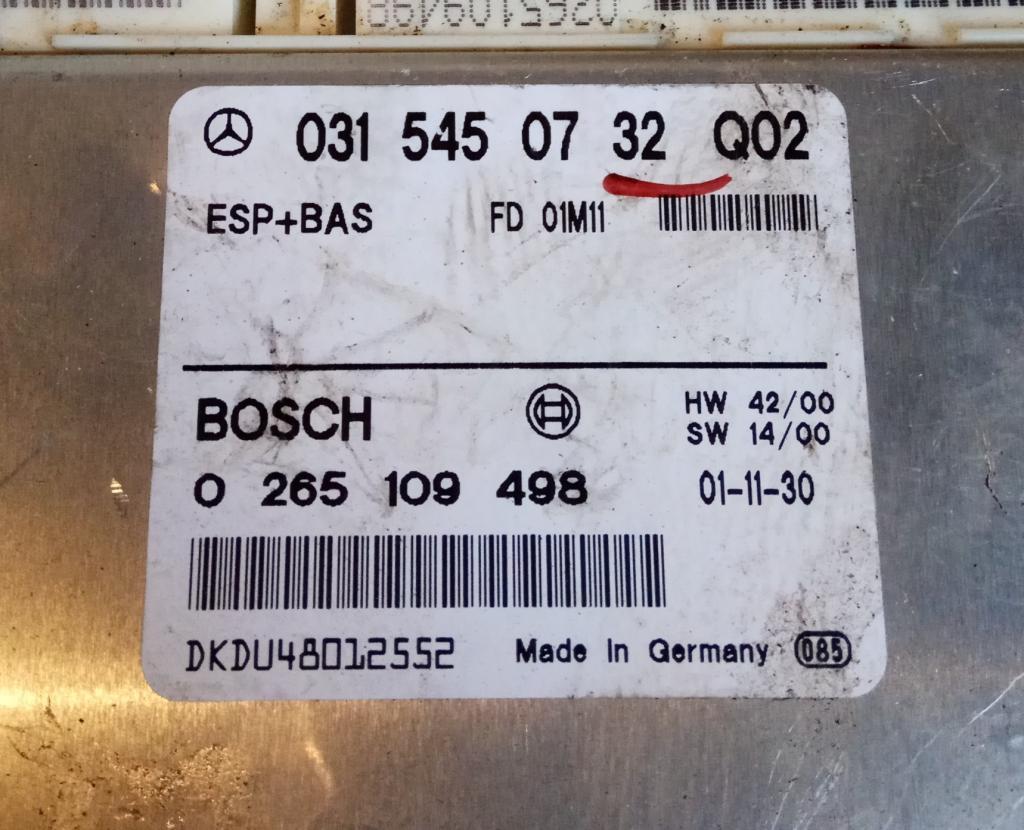 0265109498
031 545 07 32 Q02
ESP+BAS FD 01M11
BOSCH HW 42/00
SW 14/00
0 265 109 498 01-11-30
DKDU48012552 Made In Germany 085